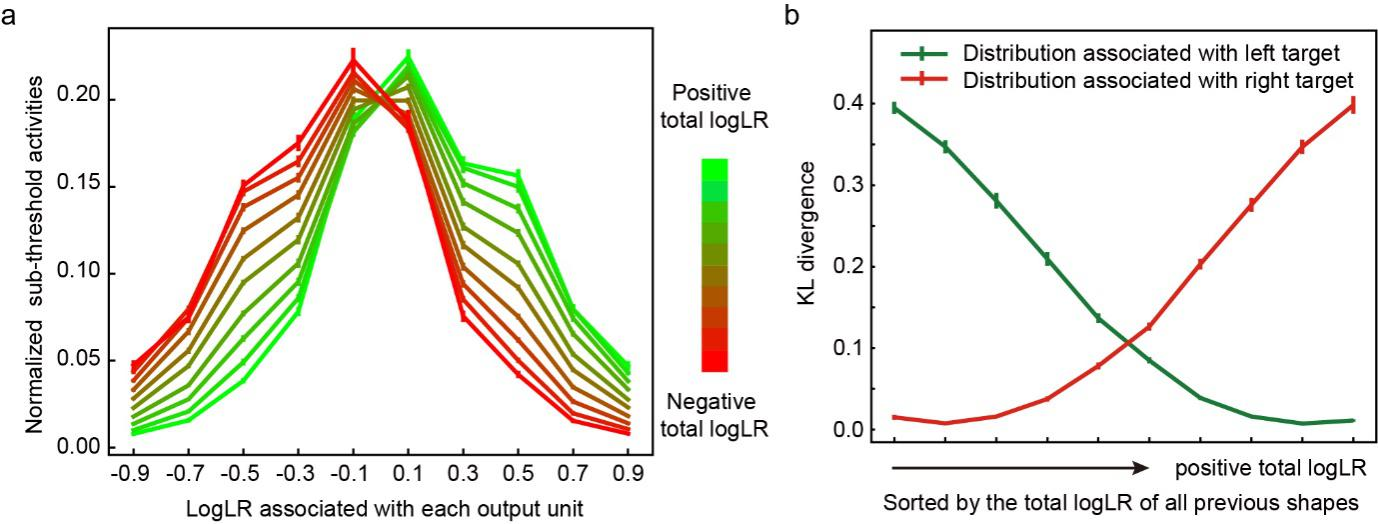 a
Normalized sub-threshold activities
0.20
0.15
0.10
0.05
0.00
-0.9 -0.7 -0.5 -0.3 -0.1 0.1 0.3 0.5 0.7 0.9
LogLR associated with each output unit
Positive
total logLR
Negative
total logLR
b
Distribution associated with left target
Distribution associated with right target
KL divergence
0.4
0.3
0.2
0.1
0.0
positive total logLR
Sorted by the total logLR of all previous shapes